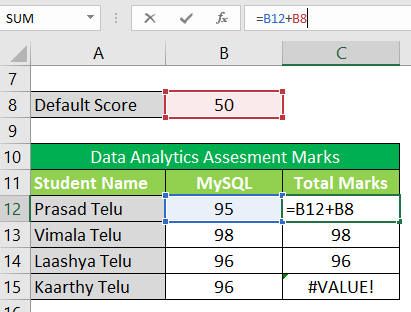 SUM =B12+B8
A B C
7
8 Default Score 50
9
10 Data Analytics Assesment Marks
11 Student Name MySQL Total Marks
12 Prasad Telu 95 =B12+B8
13 Vimala Telu 98 98
14 Laashya Telu 96 96
15 Kaarthy Telu 96 #VALUE!